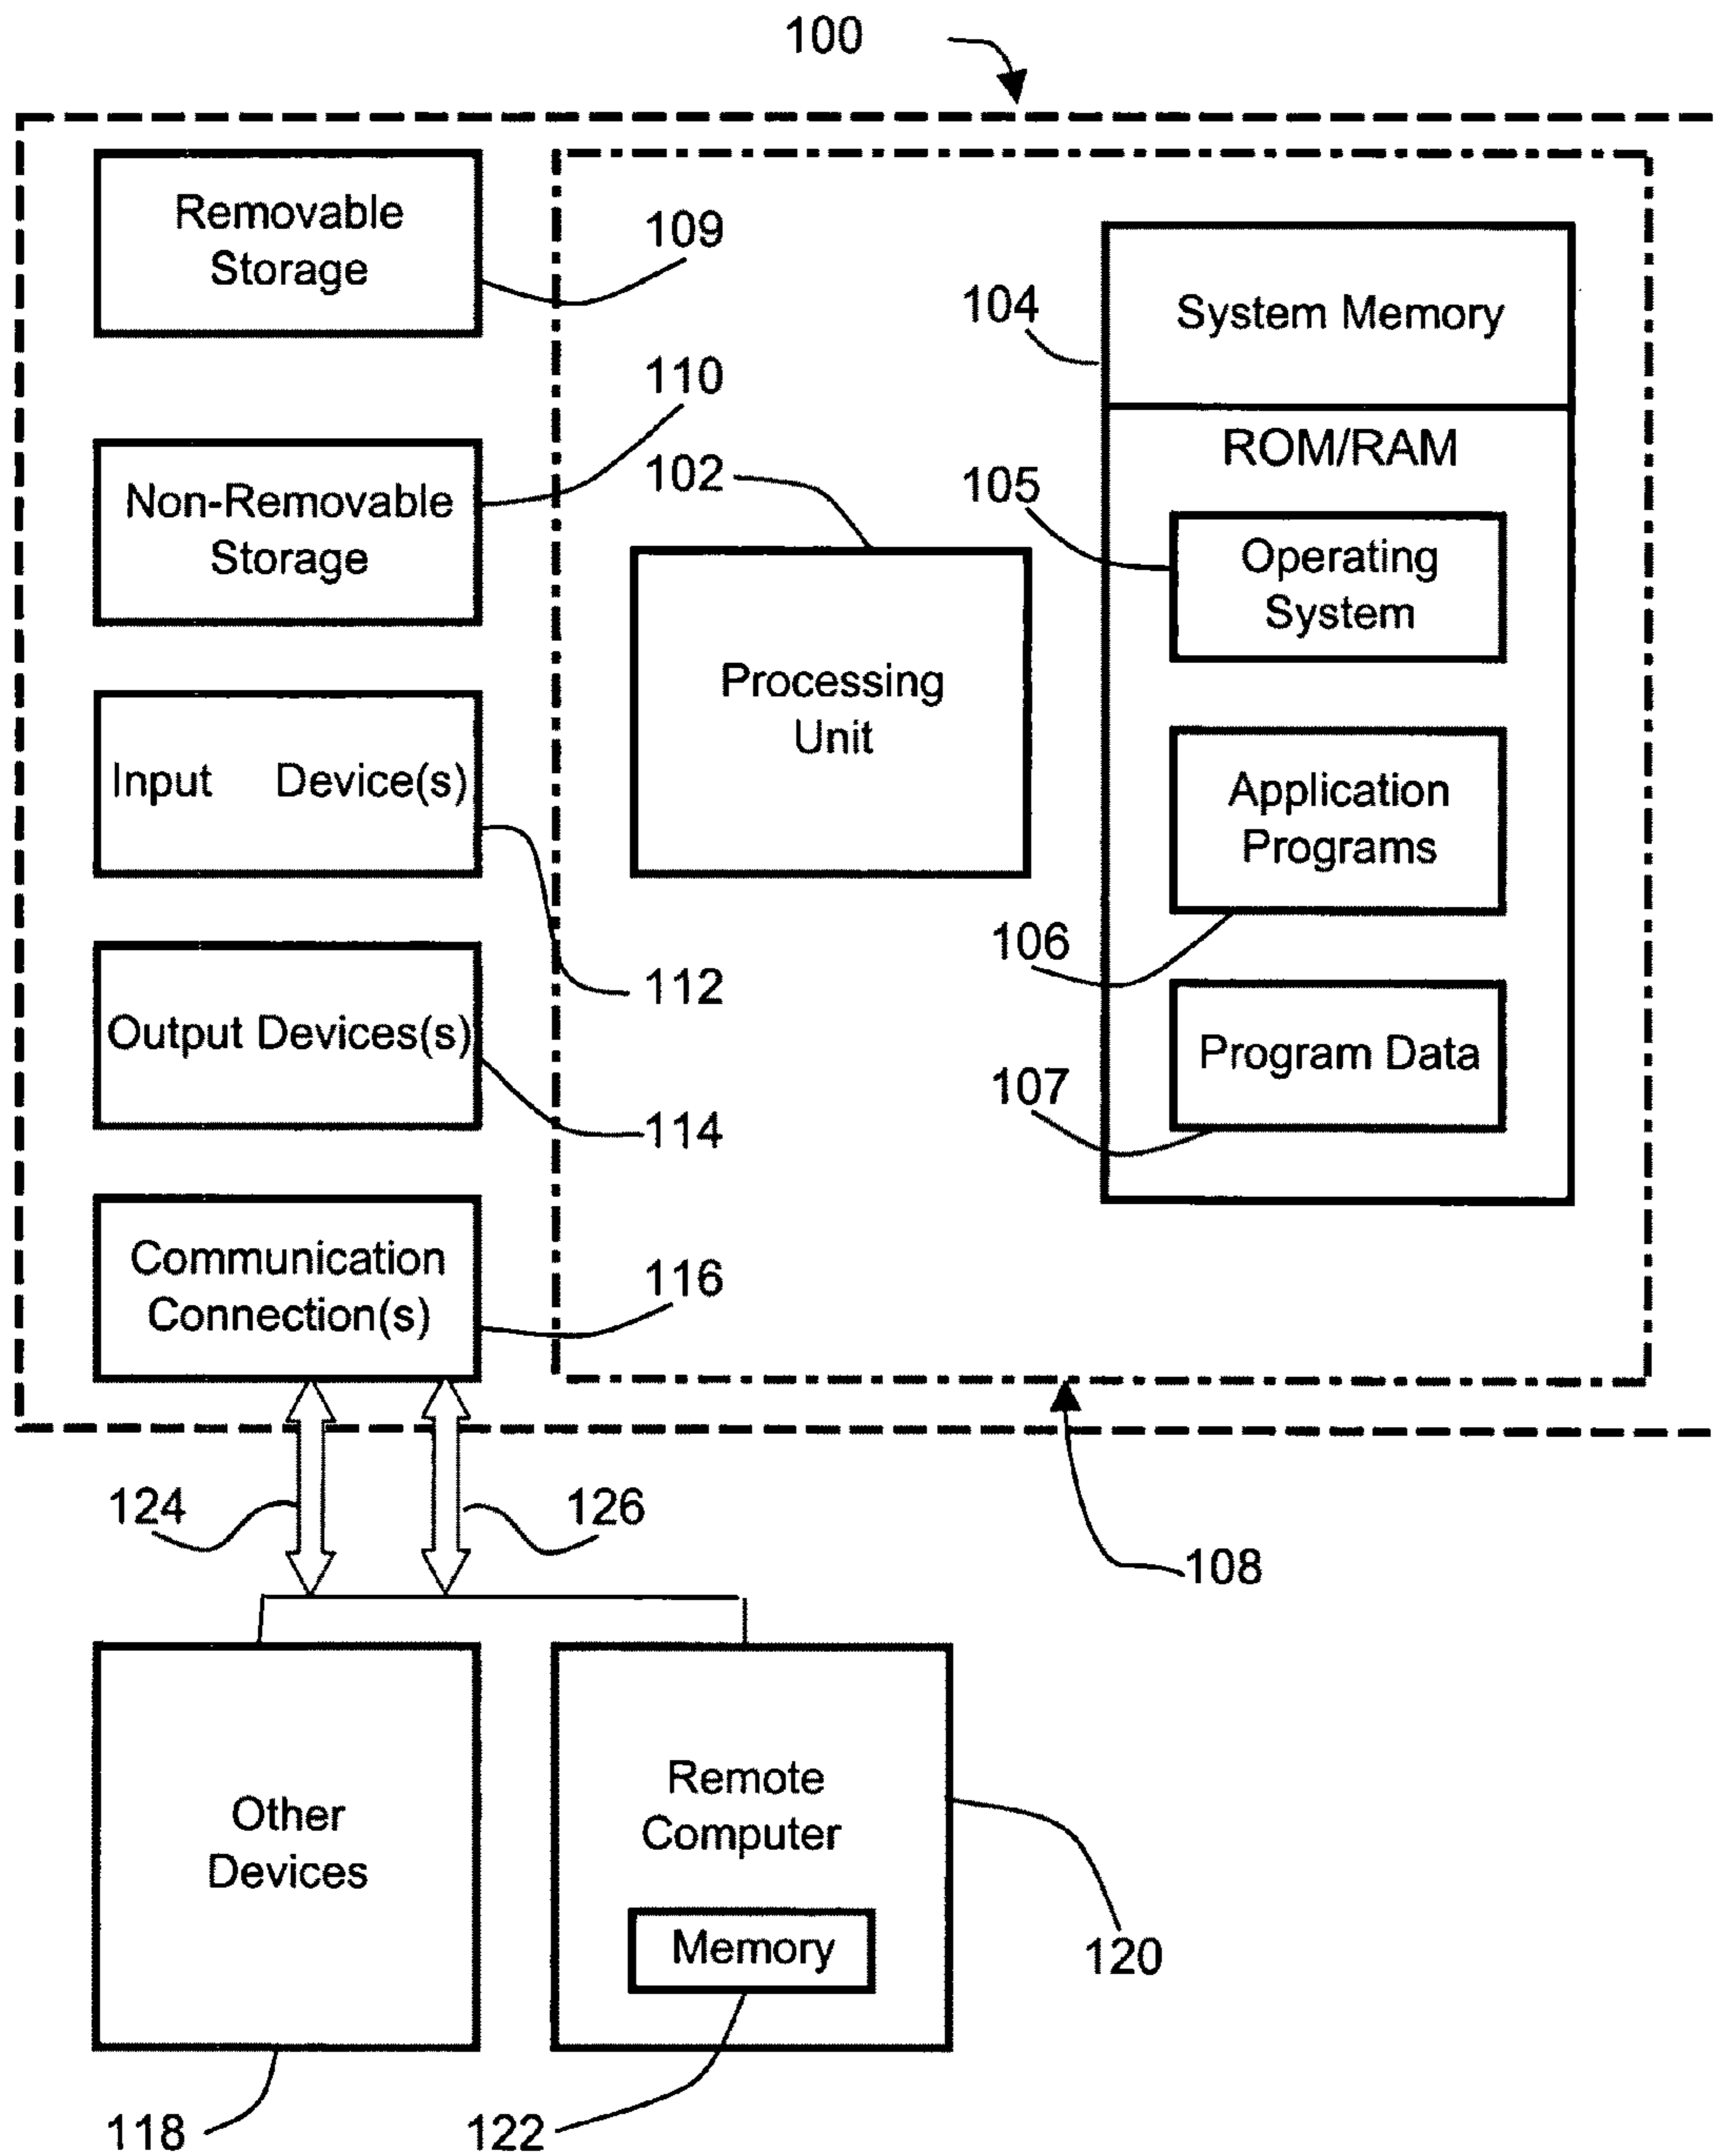 100
Removable
Storage
109
System Memory
104
110
ROM/RAM
Non-Removable
Storage
102
105
Operating
System
Processing
Unit
Input Device(s)
Application
Programs
106
112
Output Devices(s)
Program Data
107
114
Communication
Connection(s)
116
124
126
108
Other
Devices
Remote
Computer
Memory
120
118
122